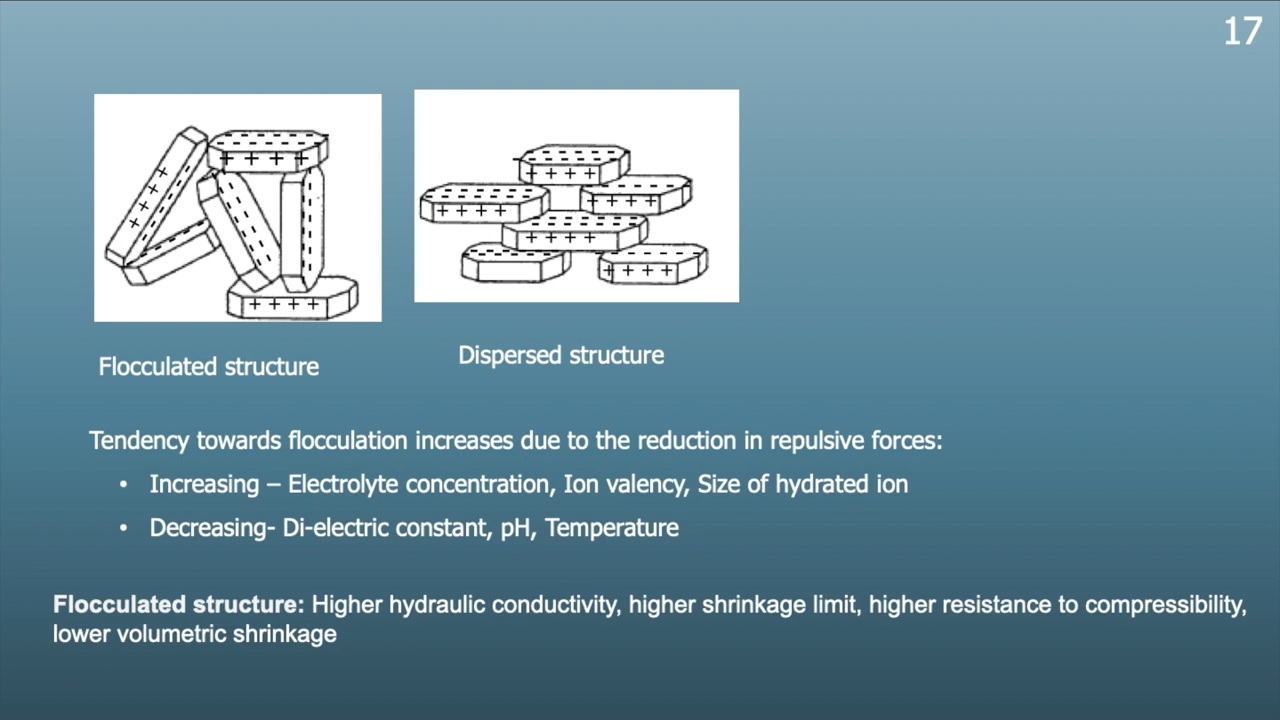 17
Flocculated structure
Dispersed structure
Tendency towards flocculation increases due to the reduction in repulsive forces:
• Increasing – Electrolyte concentration, Ion valency, Size of hydrated ion
• Decreasing- Di-electric constant, pH, Temperature
Flocculated structure: Higher hydraulic conductivity, higher shrinkage limit, higher resistance to compressibility,
lower volumetric shrinkage